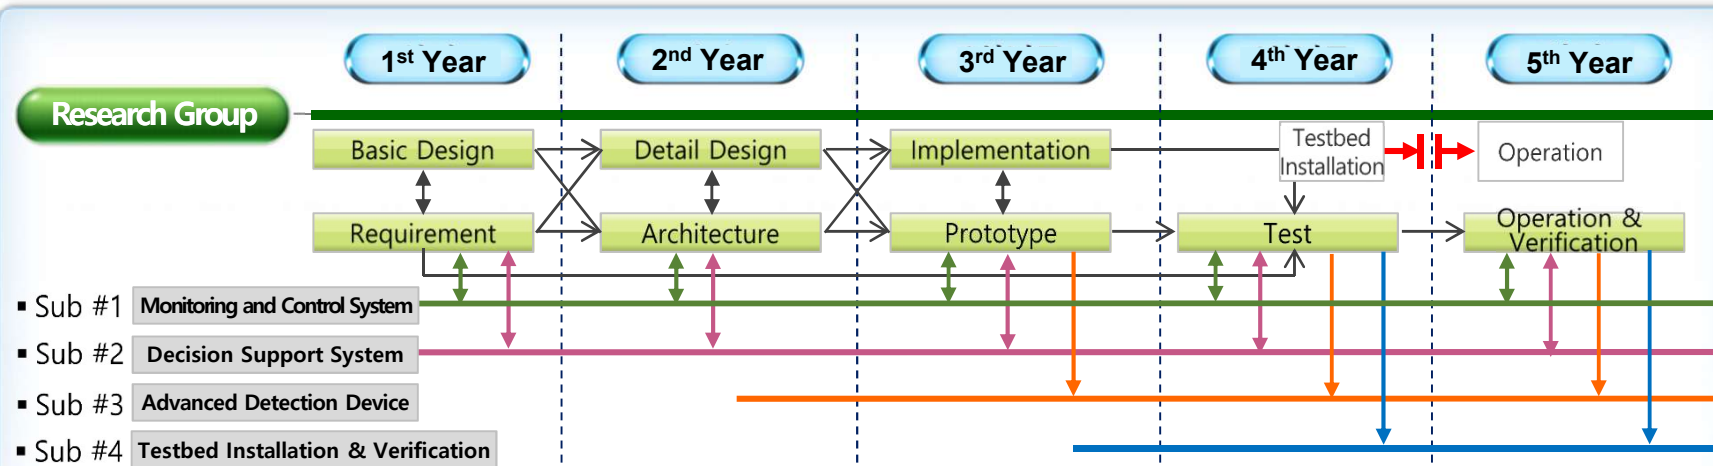 1st Year
2nd Year
3rd Year
4th Year
5th Year
Research Group
Basic Design
Detail Design
Implementation
Testbed
Installation
Operation
Requirement
Architecture
Prototype
Test
Operation &
Verification
▪ Sub #1 Monitoring and Control System
▪ Sub #2 Decision Support System
▪ Sub #3 Advanced Detection Device
▪ Sub #4 Testbed Installation & Verification